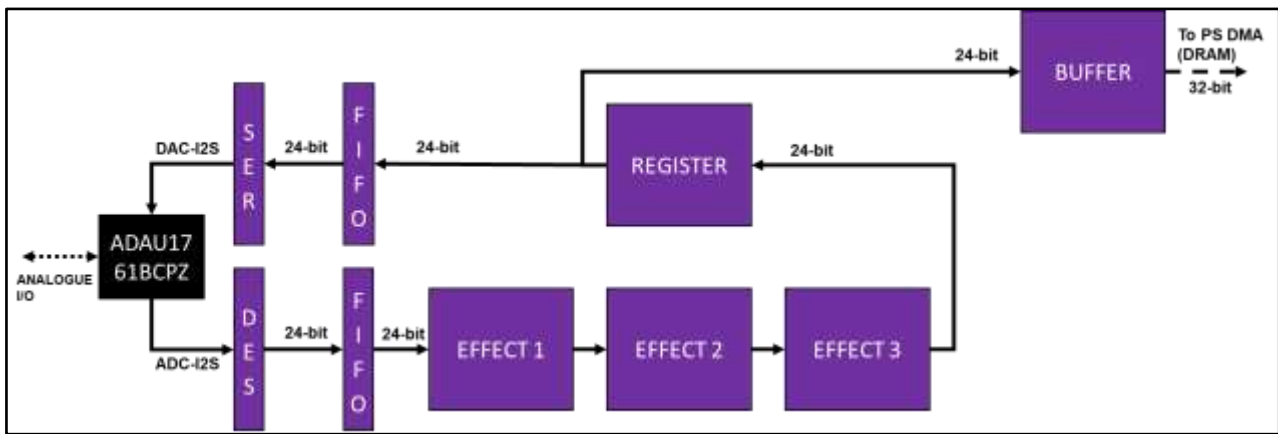 To PS DMA
(DRAM)
24-bit
BUFFER
32-bit
DAC-I2S
S
E
R
24-bit
F
I
F
O
24-bit
REGISTER
24-bit
ADAU17
61BCPZ
ANALOGUE
I/O
ADC-I2S
D
E
S
24-bit
F
I
F
O
24-bit
EFFECT 1
EFFECT 2
EFFECT 3